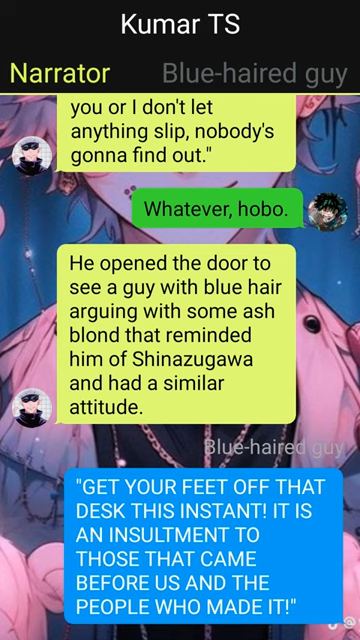 Kumar TS
Narrator
Blue-haired guy
you or I don't let
anything slip, nobody's
gonna find out."
Whatever, hobo.
He opened the door to
see a guy with blue hair
arguing with some ash
blond that reminded
him of Shinazugawa
and had a similar
attitude.
Blue-haired guy
"GET YOUR FEET OFF THAT
DESK THIS INSTANT! IT IS
AN INSULTMENT TO
THOSE THAT CAME
BEFORE US AND THE
PEOPLE WHO MADE IT!"